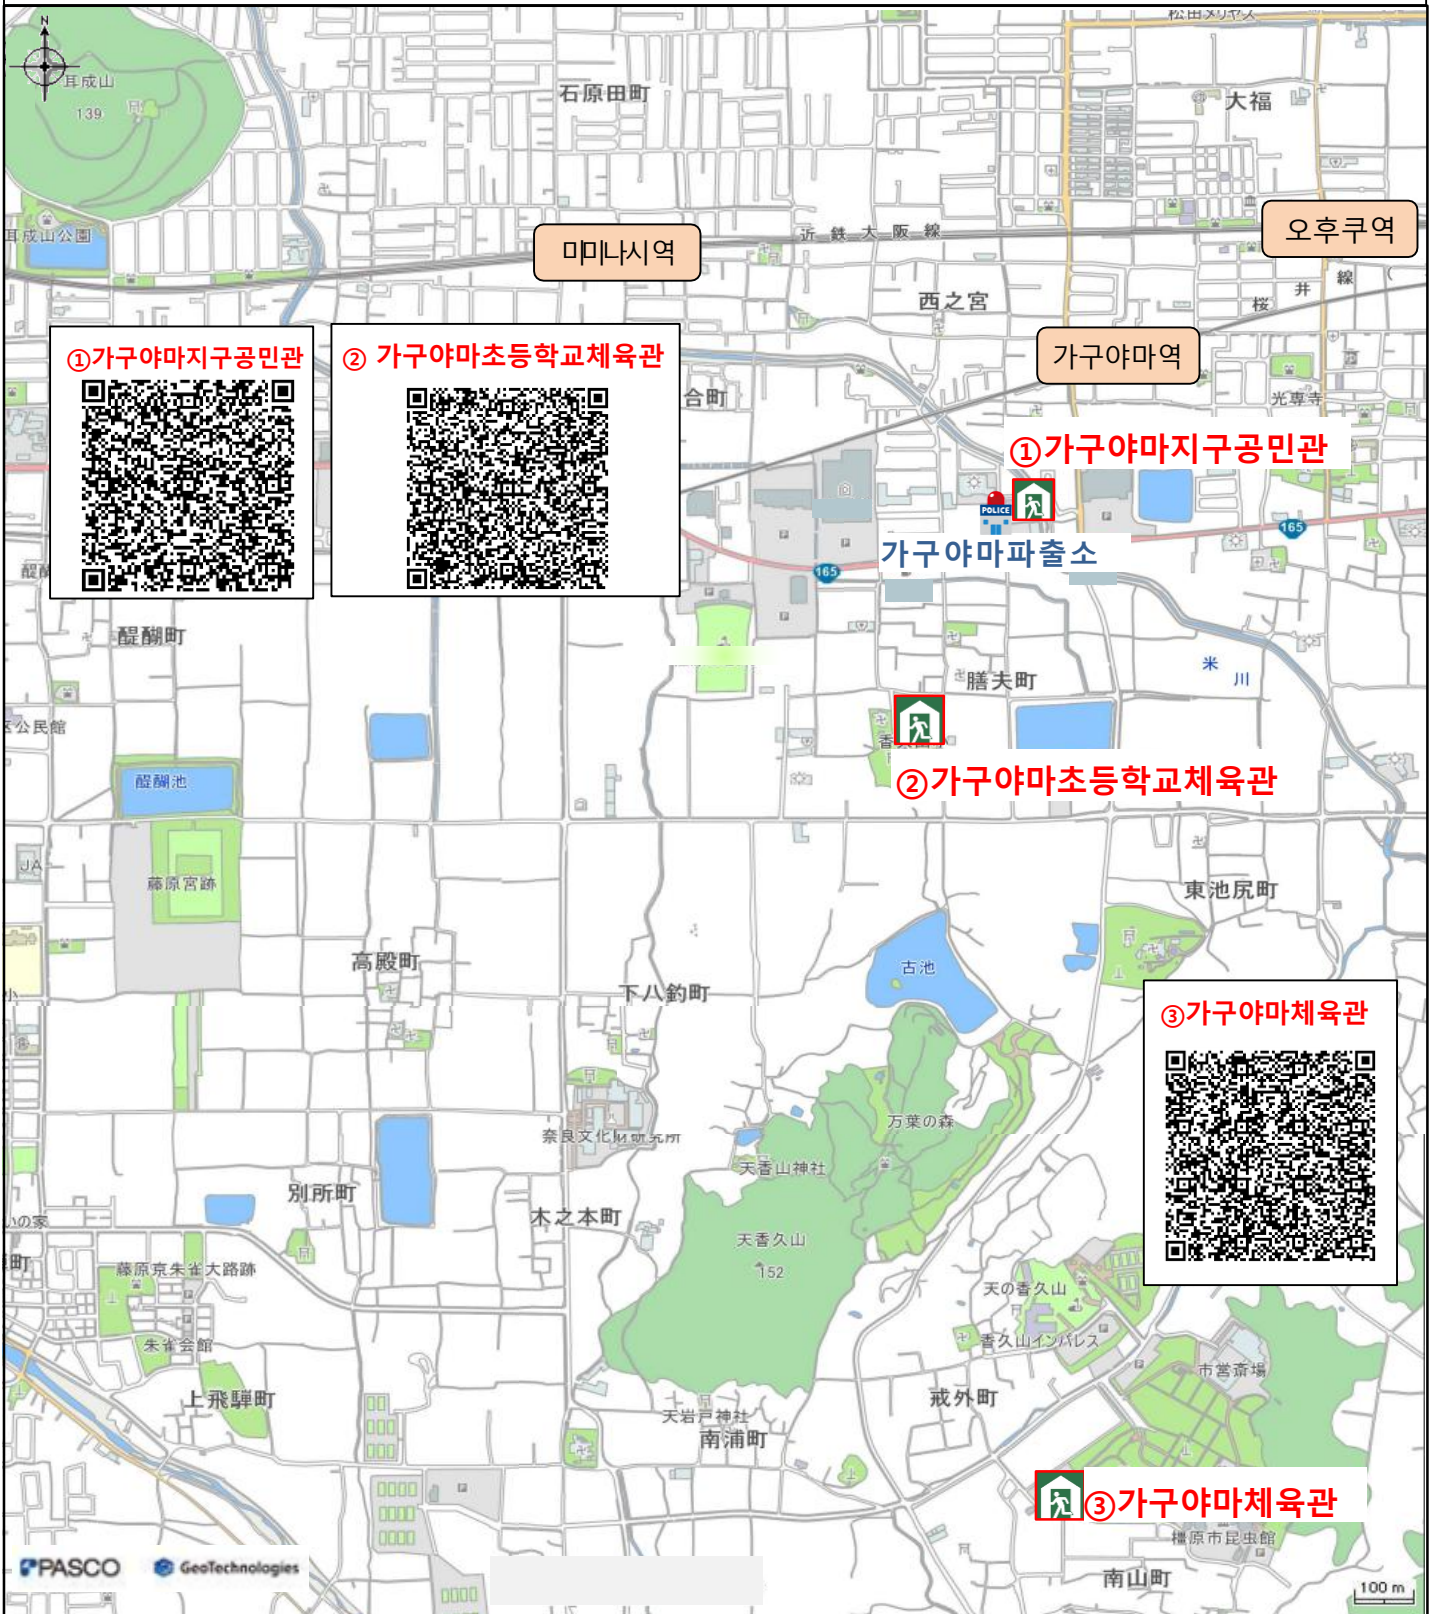 松田メリヤス
N
耳成山
139
石原田町
大福
耳成山公園
미미나시역
近鉄大阪線
오후쿠역
西之宮
桜井線
가구야마역
①가구야마지구공민관
② 가구야마초등학교체육관
合町
光専寺
①가구야마지구공민관
POLICE
165
가구야마파출소
165
醍醐町
米川
膳夫町
区公民館
②가구야마초등학교체육관
醍醐池
JA
藤原宮跡
東池尻町
高殿町
古池
下八釣町
③가구야마체육관
万葉の森
奈良文化財研究所
天香山神社
別所町
木之本町
いの家
天香久山
152
藤原京朱雀大路跡
天の香久山
朱雀会館
香久山インパレス
市営斎場
上飛騨町
戒外町
天岩戸神社
南浦町
③가구야마체육관
橿原市昆虫館
南山町
PASCO
GeoTechnologies
100 m